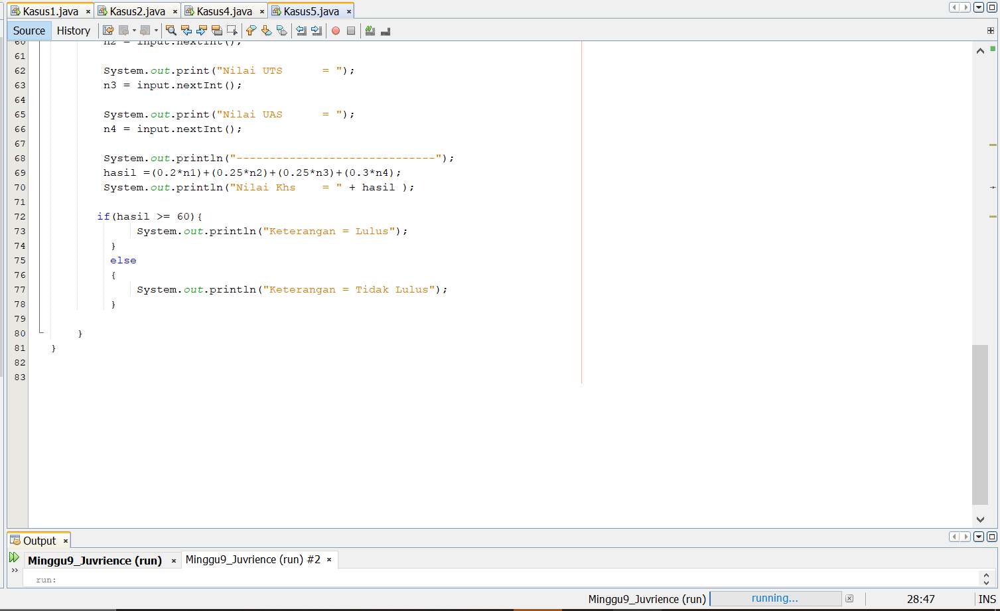 Kasus1.java × Kasus2.java × Kasus4.java × Kasus5.java ×
Source History
60 n2 = input.nextInt();
61
62 System.out.print("Nilai UTS      = ");
63 n3 = input.nextInt();
64
65 System.out.print("Nilai UAS      = ");
66 n4 = input.nextInt();
67
68 System.out.println("------------------------------");
69 hasil =(0.2*n1)+(0.25*n2)+(0.25*n3)+(0.3*n4);
70 System.out.println("Nilai Khs    = " + hasil );
71
72 if(hasil >= 60){
73 System.out.println("Keterangan = Lulus");
74 }
75 else
76 {
77 System.out.println("Keterangan = Tidak Lulus");
78 }
79
80 }
81 }
82
83
Output ×
Minggu9_Juvrience (run) × Minggu9_Juvrience (run) #2 ×
run:
Minggu9_Juvrience (run) running... 28:47 INS